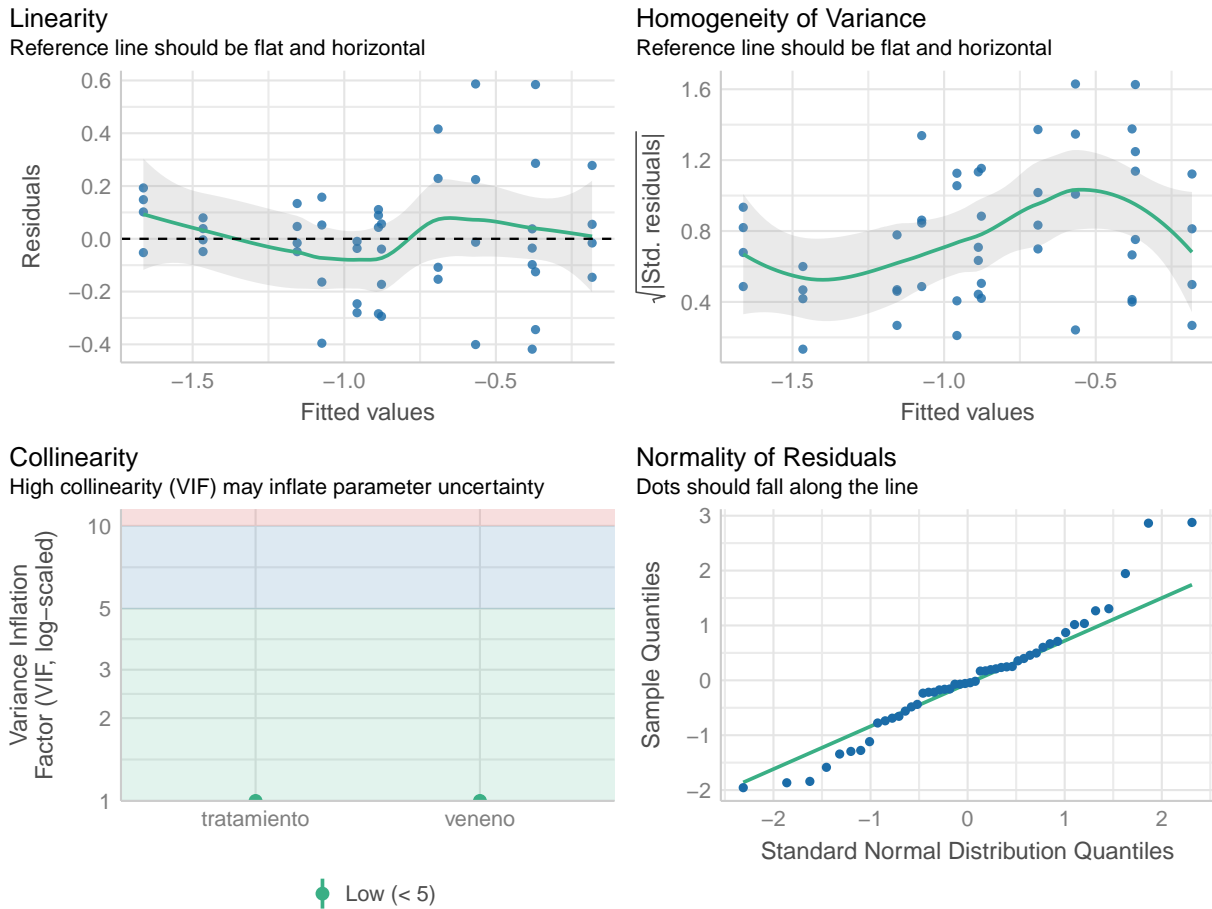 Linearity
Reference line should be flat and horizontal
Residuals
0.6
0.4
0.2
0.0
−0.2
−0.4
−1.5
−1.0
−0.5
Fitted values
Homogeneity of Variance
Reference line should be flat and horizontal
√|Std. residuals|
1.6
1.2
0.8
0.4
−1.5
−1.0
−0.5
Fitted values
Collinearity
High collinearity (VIF) may inflate parameter uncertainty
Variance Inflation
Factor (VIF, log−scaled)
10
5
3
2
1
tratamiento
veneno
Low (< 5)
Normality of Residuals
Dots should fall along the line
Sample Quantiles
3
2
1
0
−1
−2
−2
−1
0
1
2
Standard Normal Distribution Quantiles